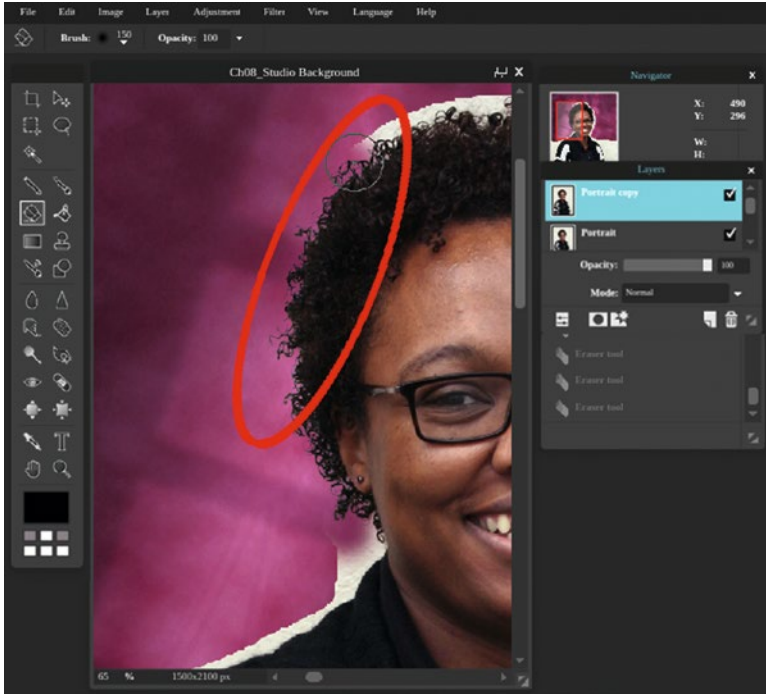 File Edit Image Layer Adjustment Filter View Language Help
Brush: 150 Opacity: 100
Ch08_Studio Background
Navigator x
X: 490
Y: 296
W:
H:
Layers x
Portrait copy
Portrait
Opacity: 100
Mode: Normal
Eraser tool
Eraser tool
Eraser tool
T
65 % 1500x2100 px